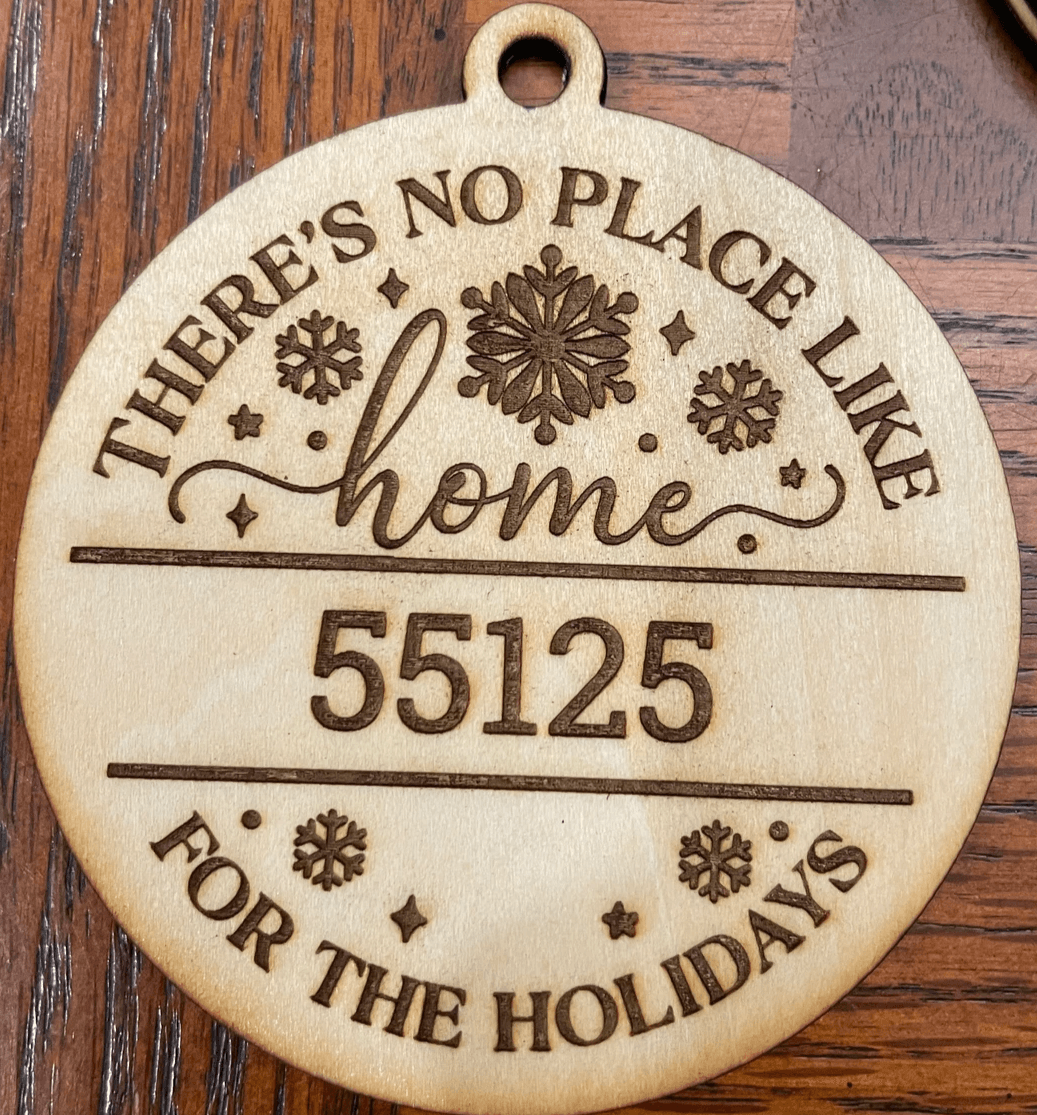 THERE'S NO PLACE LIKE
home
55125
FOR THE HOLIDAYS